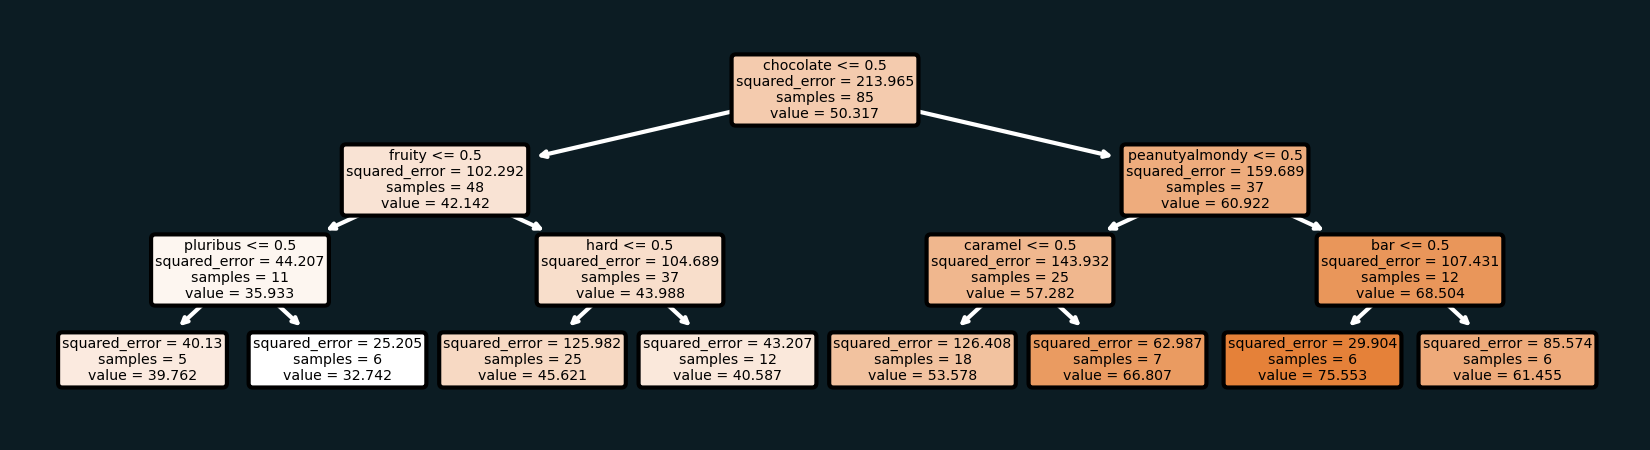 chocolate <= 0.5
squared_error = 213.965
samples = 85
value = 50.317
fruity <= 0.5
squared_error = 102.292
samples = 48
value = 42.142
peanutyalmondy <= 0.5
squared_error = 159.689
samples = 37
value = 60.922
pluribus <= 0.5
squared_error = 44.207
samples = 11
value = 35.933
hard <= 0.5
squared_error = 104.689
samples = 37
value = 43.988
caramel <= 0.5
squared_error = 143.932
samples = 25
value = 57.282
bar <= 0.5
squared_error = 107.431
samples = 12
value = 68.504
squared_error = 40.13
samples = 5
value = 39.762
squared_error = 25.205
samples = 6
value = 32.742
squared_error = 125.982
samples = 25
value = 45.621
squared_error = 43.207
samples = 12
value = 40.587
squared_error = 126.408
samples = 18
value = 53.578
squared_error = 62.987
samples = 7
value = 66.807
squared_error = 29.904
samples = 6
value = 75.553
squared_error = 85.574
samples = 6
value = 61.455